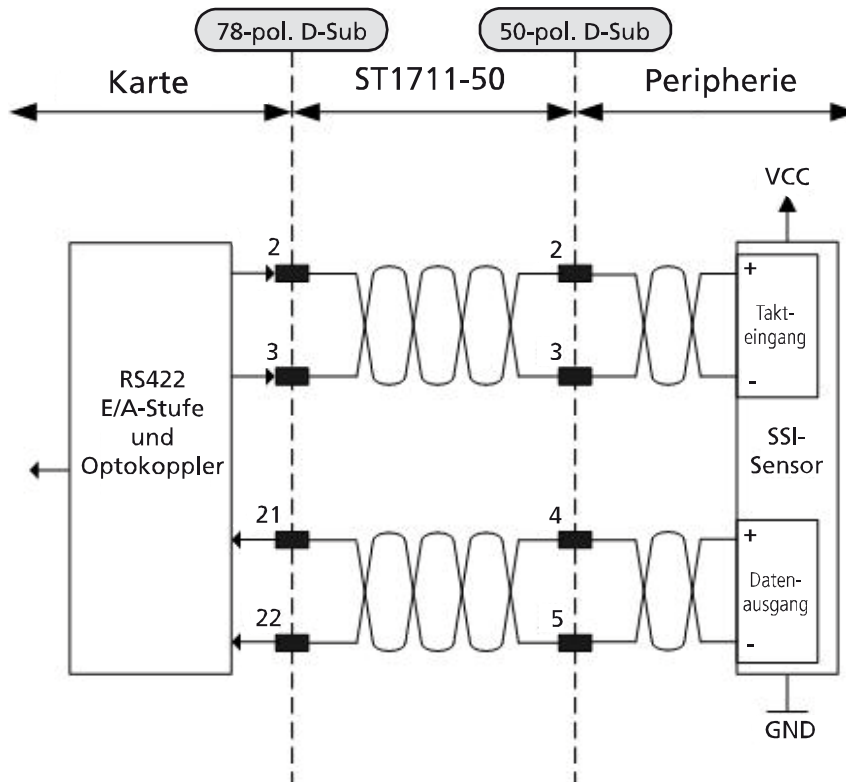 78-pol. D-Sub
50-pol. D-Sub
Karte
ST1711-50
Peripherie
VCC
2
2
+
Takt-
eingang
3
3
-
RS422
E/A-Stufe
und
Optokoppler
SSI-
Sensor
21
4
+
Daten-
ausgang
22
5
-
GND